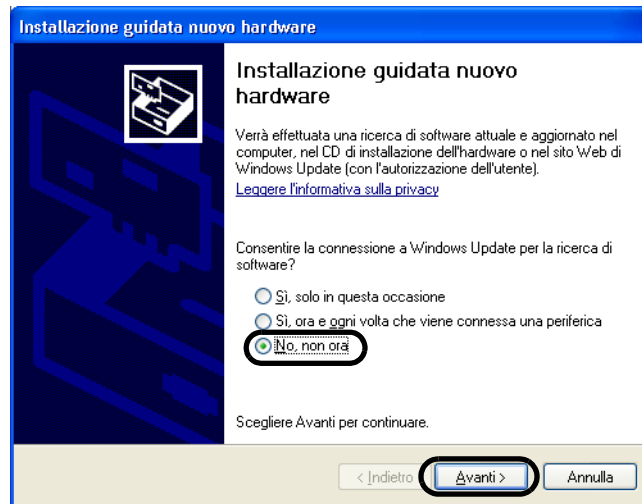 Installazione guidata nuovo hardware
Installazione guidata nuovo
hardware
Verrà effettuata una ricerca di software attuale e aggiornato nel
computer, nel CD di installazione dell'hardware o nel sito Web di
Windows Update (con l'autorizzazione dell'utente).
Leggere l'informativa sulla privacy
Consentire la connessione a Windows Update per la ricerca di
software?
Sì, solo in questa occasione
Sì, ora e ogni volta che viene connessa una periferica
No, non ora
Scegliere Avanti per continuare.
< Indietro Avanti > Annulla